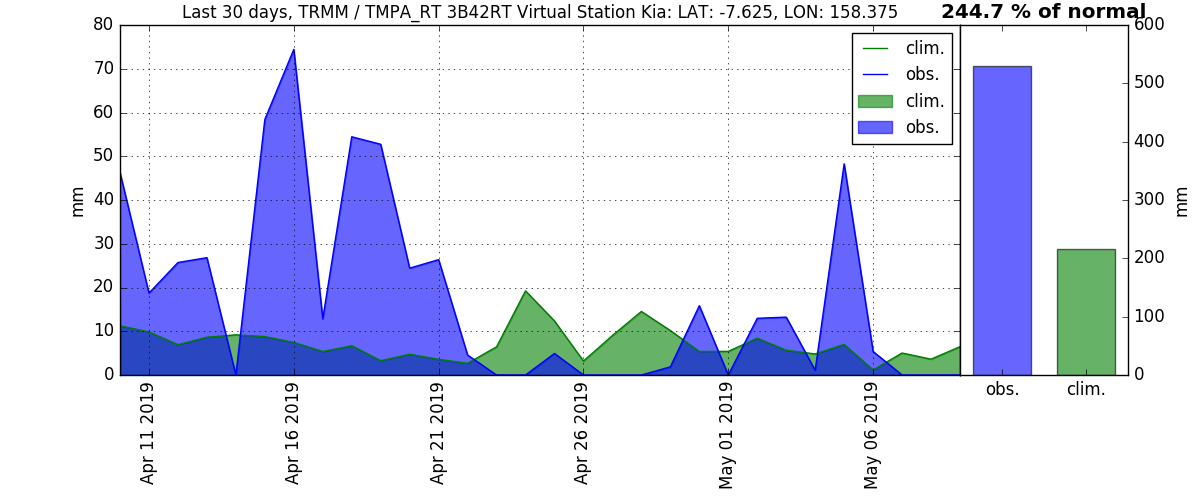 Last 30 days, TRMM / TMPA_RT 3B42RT Virtual Station Kia: LAT: -7.625, LON: 158.375
244.7 % of normal
80
70
60
50
40
30
20
10
0
mm
clim.
obs.
clim.
obs.
Apr 11 2019
Apr 16 2019
Apr 21 2019
Apr 26 2019
May 01 2019
May 06 2019
600
500
400
300
200
100
0
mm
obs.
clim.